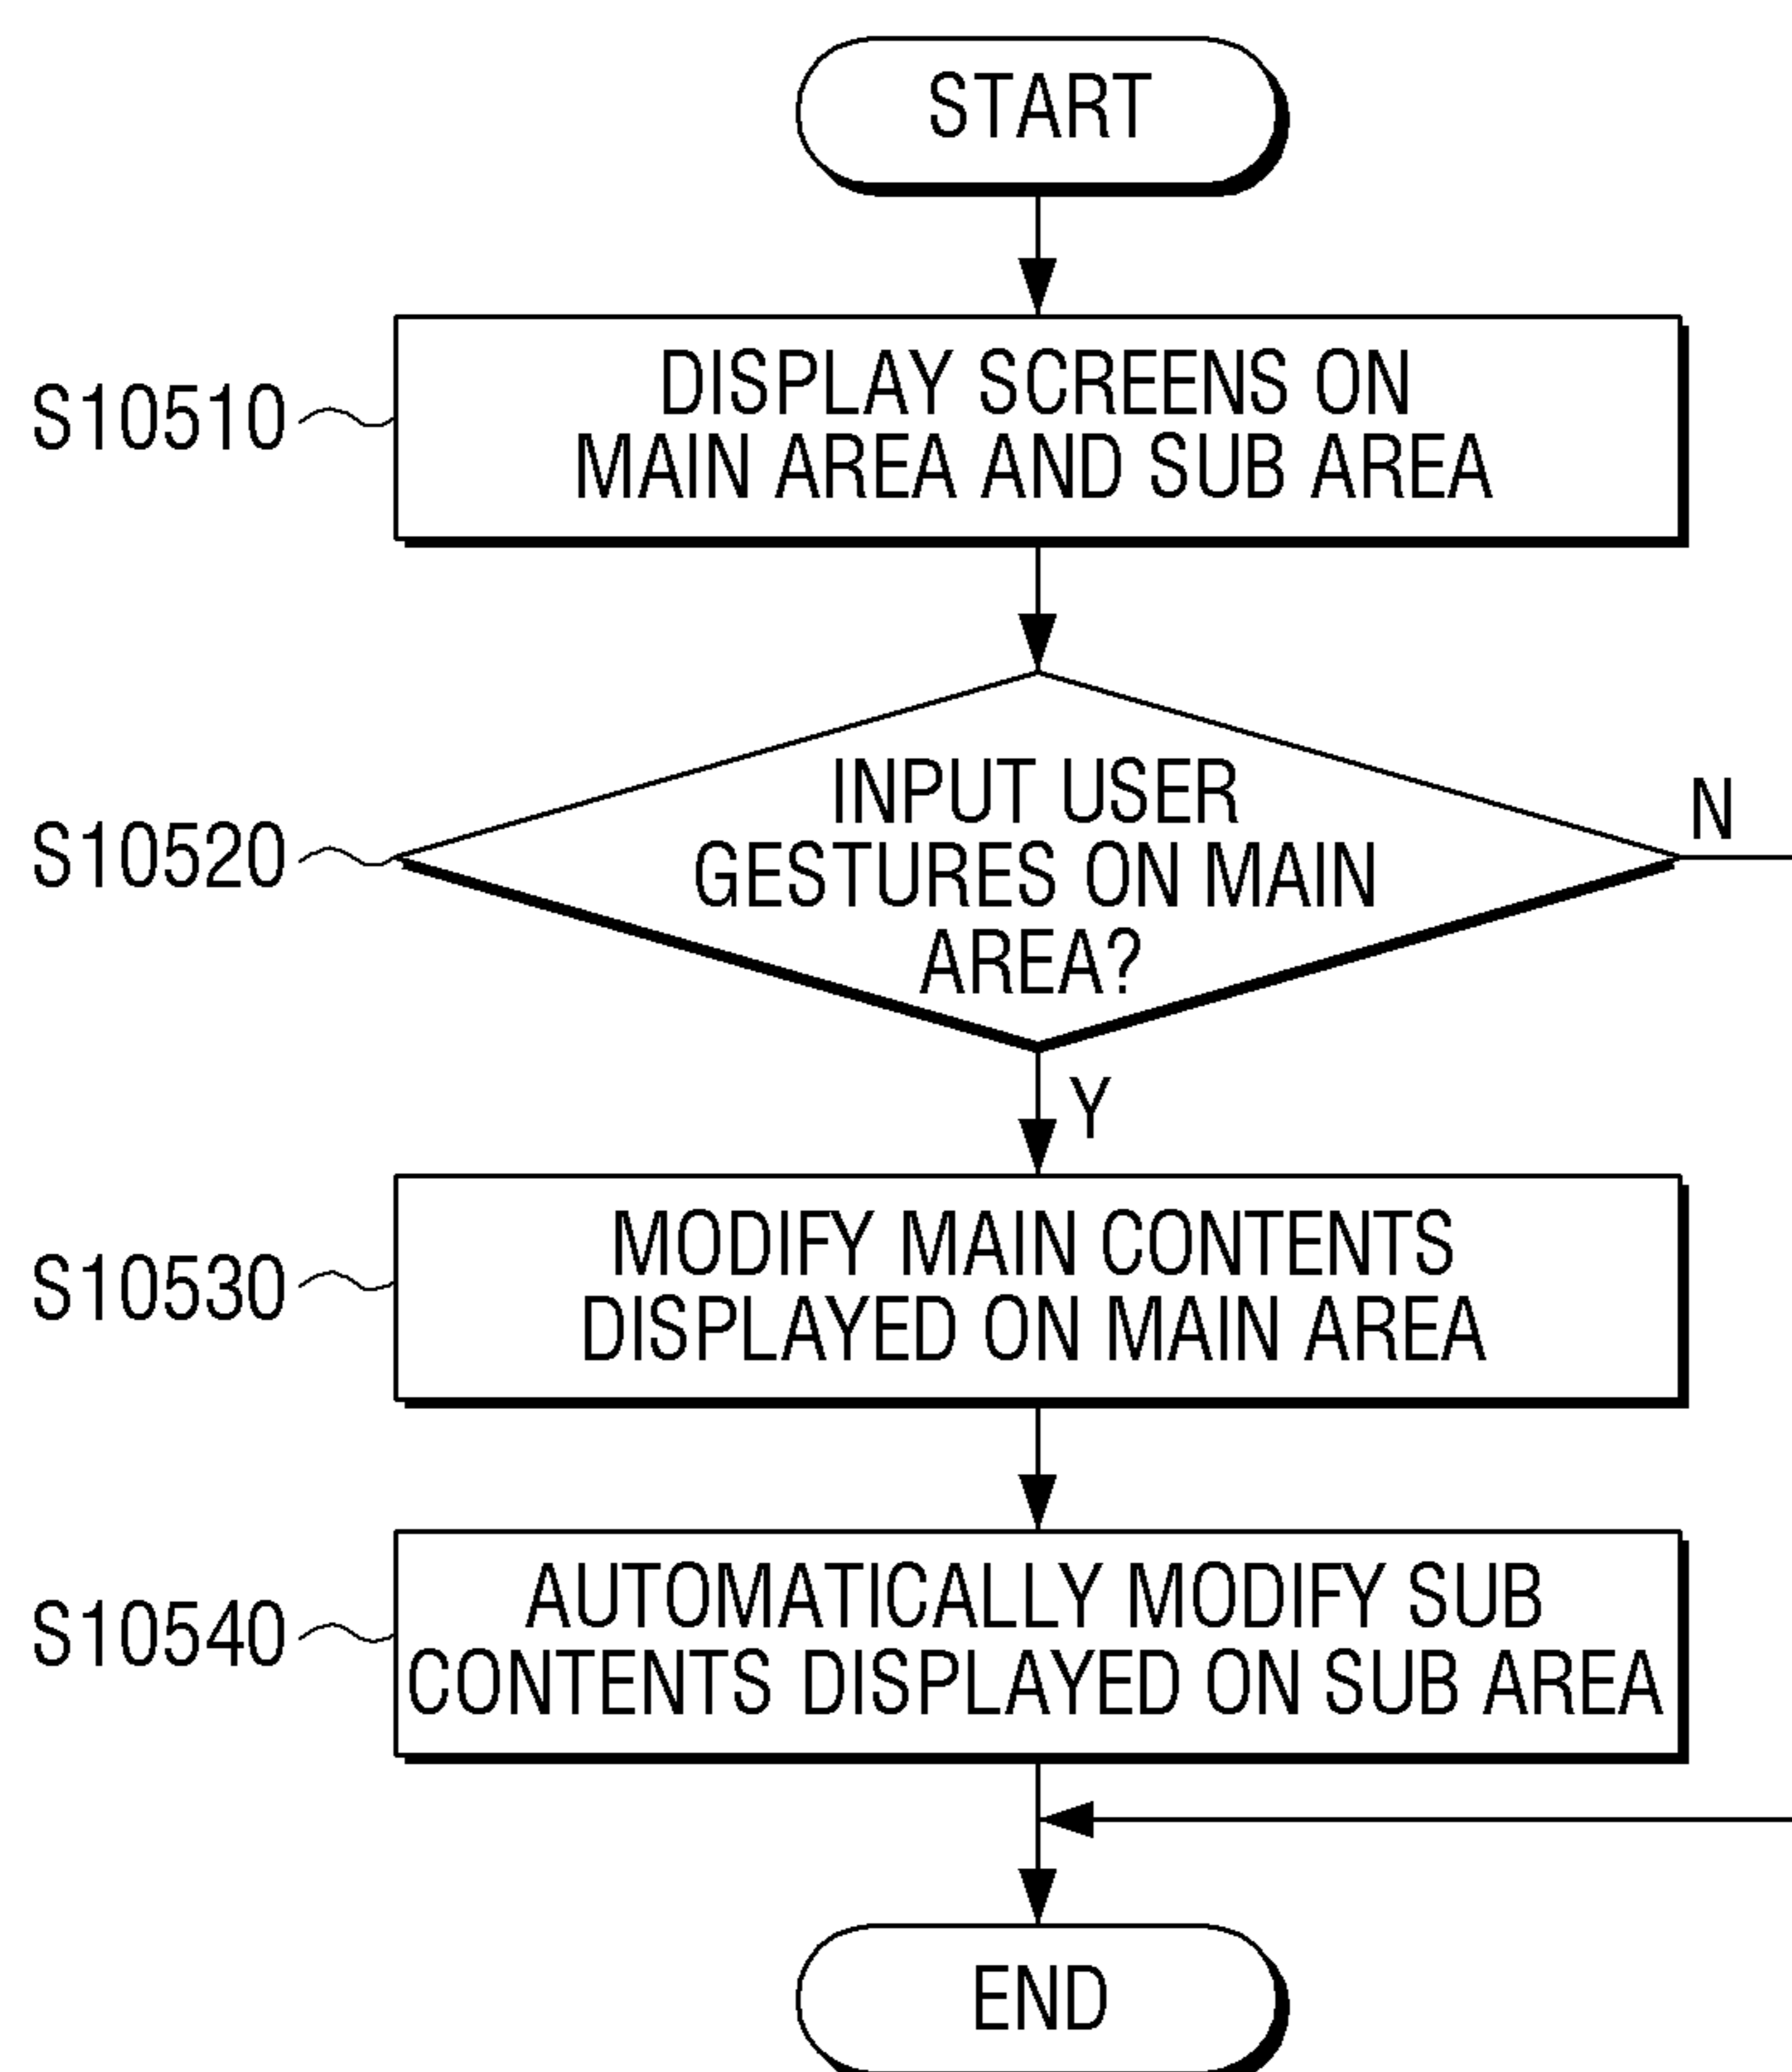 START
S10510
DISPLAY SCREENS ON
MAIN AREA AND SUB AREA
S10520
INPUT USER
GESTURES ON MAIN
AREA?
N
Y
S10530
MODIFY MAIN CONTENTS
DISPLAYED ON MAIN AREA
S10540
AUTOMATICALLY MODIFY SUB
CONTENTS DISPLAYED ON SUB AREA
END